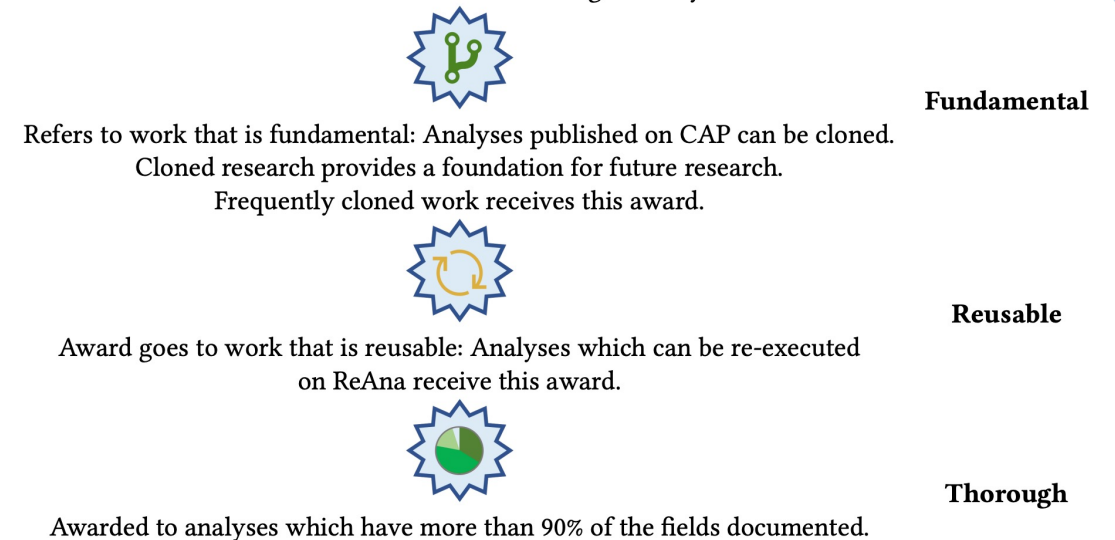 Fundamental
Refers to work that is fundamental: Analyses published on CAP can be cloned.
Cloned research provides a foundation for future research.
Frequently cloned work receives this award.
Reusable
Award goes to work that is reusable: Analyses which can be re-executed
on ReAna receive this award.
Thorough
Awarded to analyses which have more than 90% of the fields documented.